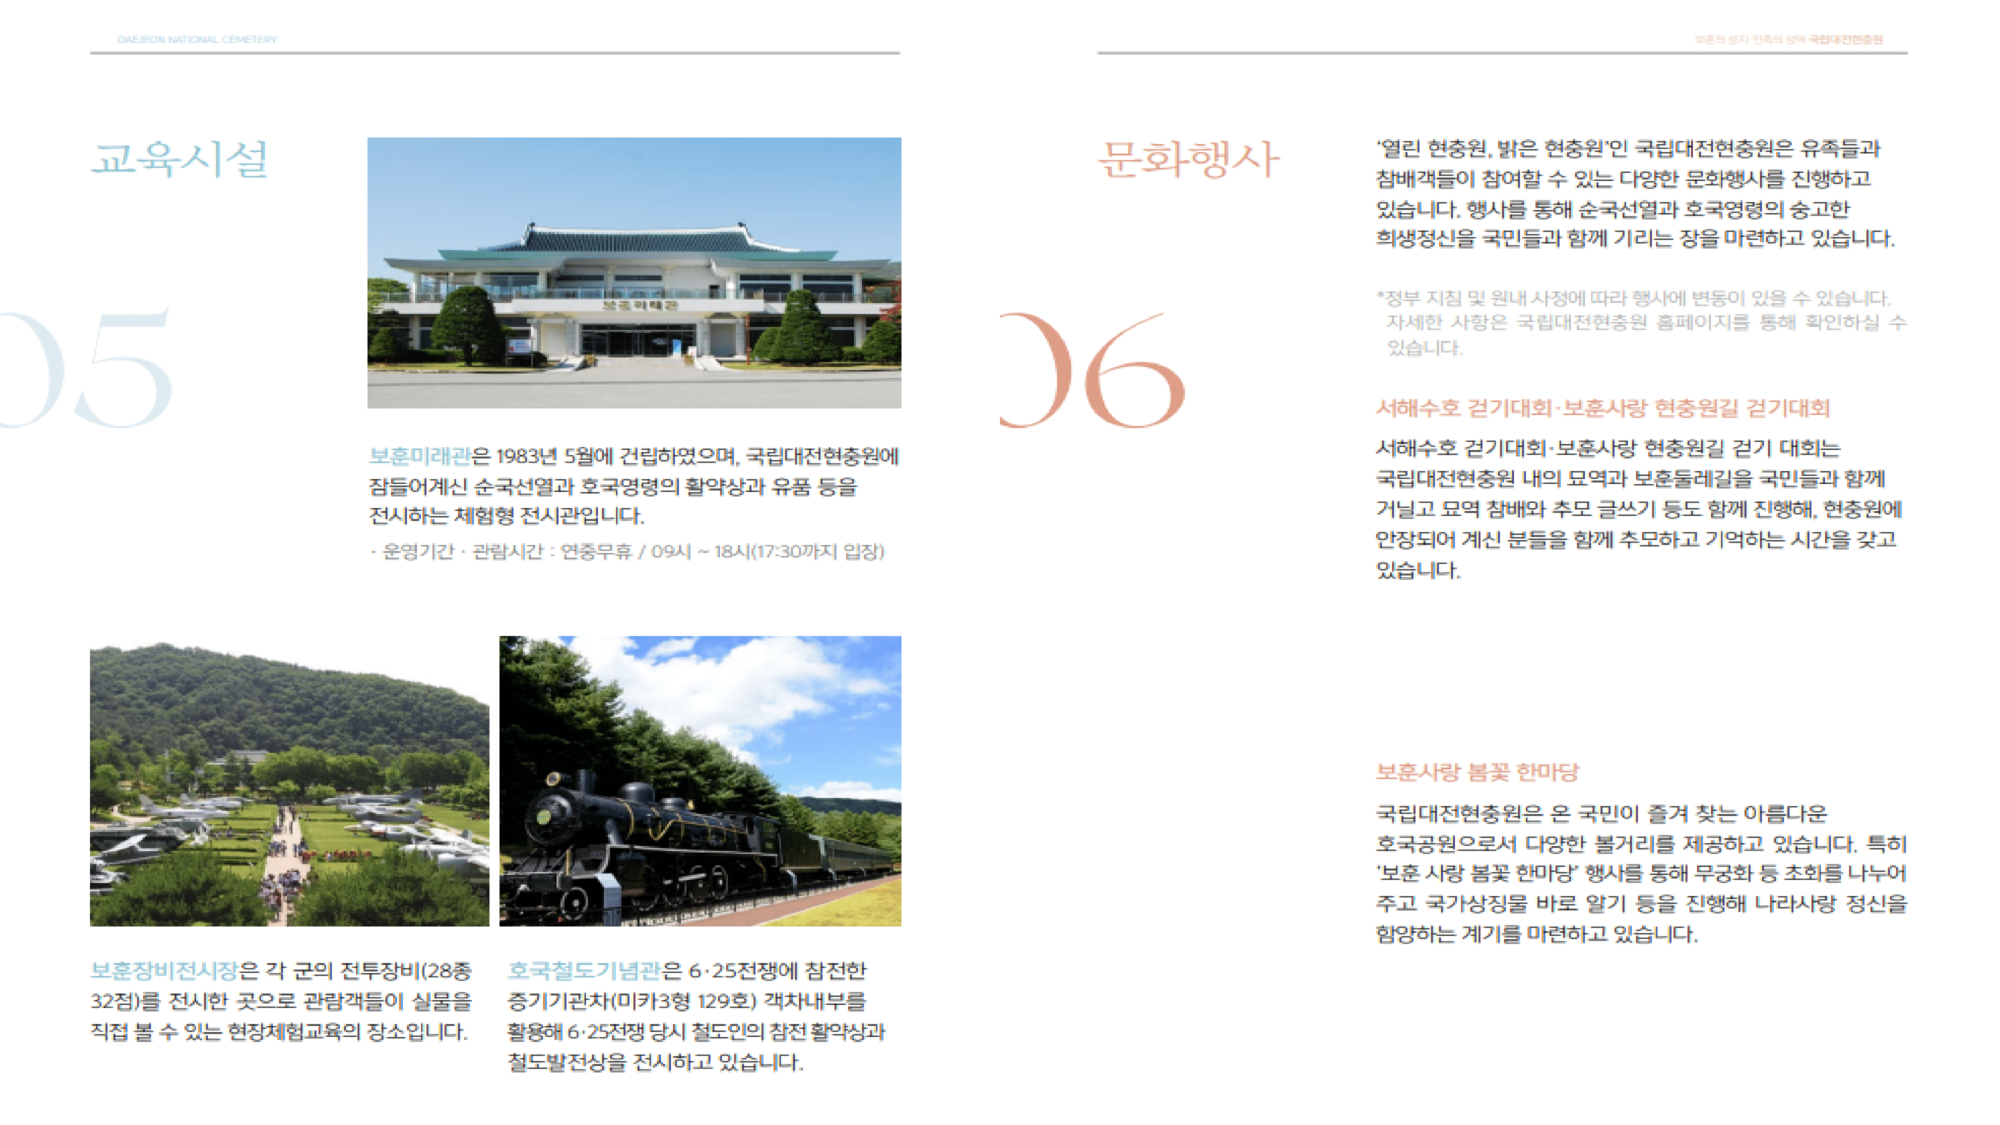 DAEJEON NATIONAL CEMETERY
교육시설
05
보훈미래관
보훈미래관은 1983년 5월에 건립하였으며, 국립대전현충원에
잠들어계신 순국선열과 호국영령의 활약상과 유품 등을
전시하는 체험형 전시관입니다.
· 운영기간 · 관람시간 : 연중무휴 / 09시 ~ 18시(17:30까지 입장)
보훈장비전시장은 각 군의 전투장비(28종
32점)를 전시한 곳으로 관람객들이 실물을
직접 볼 수 있는 현장체험교육의 장소입니다.
호국철도기념관은 6·25전쟁에 참전한
증기기관차(미카3형 129호) 객차내부를
활용해 6·25전쟁 당시 철도인의 참전 활약상과
철도발전상을 전시하고 있습니다.
보훈의 성지·민족의 성역 국립대전현충원
문화행사
06
‘열린 현충원, 밝은 현충원’인 국립대전현충원은 유족들과
참배객들이 참여할 수 있는 다양한 문화행사를 진행하고
있습니다. 행사를 통해 순국선열과 호국영령의 숭고한
희생정신을 국민들과 함께 기리는 장을 마련하고 있습니다.
*정부 지침 및 원내 사정에 따라 행사에 변동이 있을 수 있습니다.
자세한 사항은 국립대전현충원 홈페이지를 통해 확인하실 수
있습니다.
서해수호 걷기대회·보훈사랑 현충원길 걷기대회
서해수호 걷기대회·보훈사랑 현충원길 걷기 대회는
국립대전현충원 내의 묘역과 보훈둘레길을 국민들과 함께
거닐고 묘역 참배와 추모 글쓰기 등도 함께 진행해, 현충원에
안장되어 계신 분들을 함께 추모하고 기억하는 시간을 갖고
있습니다.
보훈사랑 봄꽃 한마당
국립대전현충원은 온 국민이 즐겨 찾는 아름다운
호국공원으로서 다양한 볼거리를 제공하고 있습니다. 특히
‘보훈 사랑 봄꽃 한마당’ 행사를 통해 무궁화 등 초화를 나누어
주고 국가상징물 바로 알기 등을 진행해 나라사랑 정신을
함양하는 계기를 마련하고 있습니다.